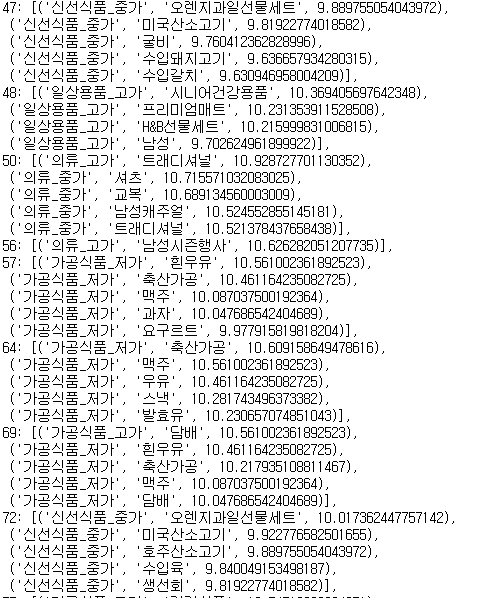 47: [('신선식품_중가', '오렌지과일선물세트', 9.889755054043972),
('신선식품_중가', '미국산소고기', 9.81922774018582),
('신선식품_중가', '굴비', 9.760412362828996),
('신선식품_중가', '수입돼지고기', 9.636657934280315),
('신선식품_중가', '수입갈치', 9.630946958004209)],
48: [('일상용품_고가', '시니어건강용품', 10.369405697642348),
('일상용품_고가', '프리미엄매트', 10.231353911528508),
('일상용품_고가', 'H&B선물세트', 10.215999831006815),
('일상용품_고가', '남성', 9.702624961899922)],
50: [('의류_고가', '트래디셔널', 10.928727701130352),
('의류_중가', '셔츠', 10.715571032083025),
('의류_중가', '교복', 10.689134560003009),
('의류_중가', '남성캐주얼', 10.524552855145181),
('의류_중가', '트래디셔널', 10.521378437658438)],
56: [('의류_고가', '남성시즌행사', 10.626282051207735)],
57: [('가공식품_저가', '흰우유', 10.561002361892523),
('가공식품_저가', '축산가공', 10.461164235082725),
('가공식품_저가', '맥주', 10.087037500192364),
('가공식품_저가', '과자', 10.047686542404689),
('가공식품_저가', '요구르트', 9.977915819818204)],
64: [('가공식품_저가', '축산가공', 10.609158649478616),
('가공식품_저가', '맥주', 10.561002361892523),
('가공식품_저가', '우유', 10.461164235082725),
('가공식품_저가', '스낵', 10.281743496373382),
('가공식품_저가', '발효유', 10.230657074851043)],
69: [('가공식품_고가', '담배', 10.561002361892523),
('가공식품_저가', '흰우유', 10.461164235082725),
('가공식품_저가', '축산가공', 10.217935108811467),
('가공식품_저가', '맥주', 10.087037500192364),
('가공식품_저가', '담배', 10.047686542404689)],
72: [('신선식품_중가', '오렌지과일선물세트', 10.017362447757142),
('신선식품_중가', '미국산소고기', 9.922776582501655),
('신선식품_중가', '호주산소고기', 9.889755054043972),
('신선식품_중가', '수입육', 9.840049153498187),
('신선식품_중가', '생선회', 9.81922774018582)],